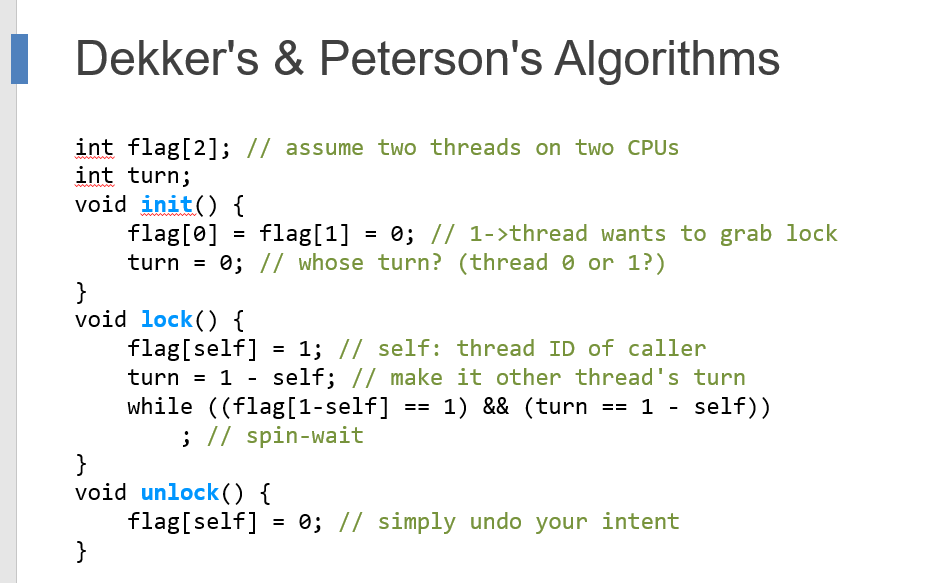 Dekker's & Peterson's Algorithms
int flag[2]; // assume two threads on two CPUs
int turn;
void init() {
    flag[0] = flag[1] = 0; // 1->thread wants to grab lock
    turn = 0; // whose turn? (thread 0 or 1?)
}
void lock() {
    flag[self] = 1; // self: thread ID of caller
    turn = 1 - self; // make it other thread's turn
    while ((flag[1-self] == 1) && (turn == 1 - self))
        ; // spin-wait
}
void unlock() {
    flag[self] = 0; // simply undo your intent
}